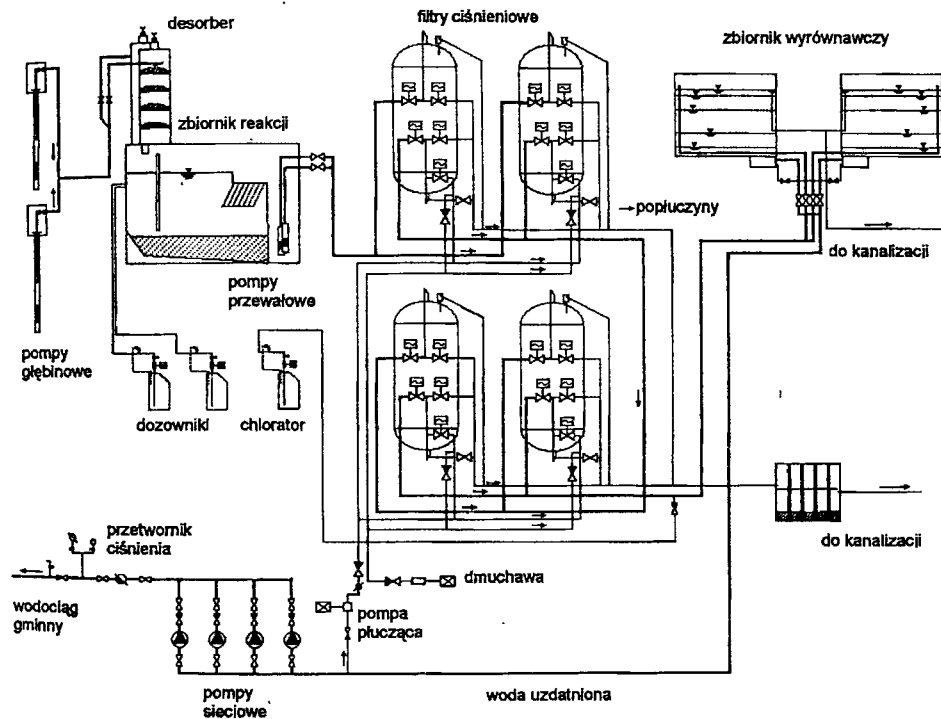 desorber
filtry ciśnieniowe
zbiornik wyrównawczy
zbiornik reakcji
popłuczyny
do kanalizacji
pompy
przewałowe
pompy
głębinowe
dozowniki
chlorator
przetwornik
ciśnienia
do kanalizacji
dmuchawa
wodociąg
gminny
pompa
płucząca
pompy
sieciowe
woda uzdatniona